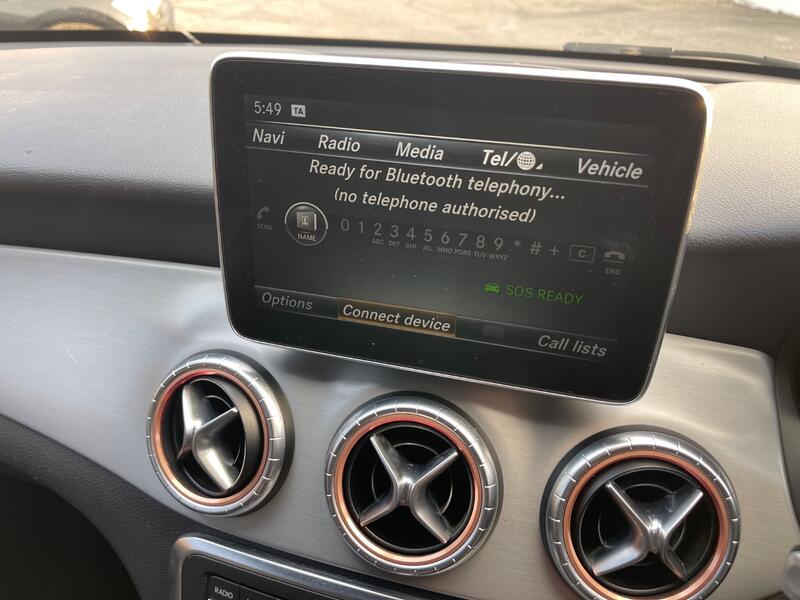 5:49 TA
Navi Radio Media Tel/ Vehicle
Ready for Bluetooth telephony...
(no telephone authorised)
SEND NAME 0 1 2 3 4 5 6 7 8 9 * # + C END
ABC DEF GHI JKL MNO PQRS TUV WXYZ
SOS READY
Options Connect device Call lists
RADIO